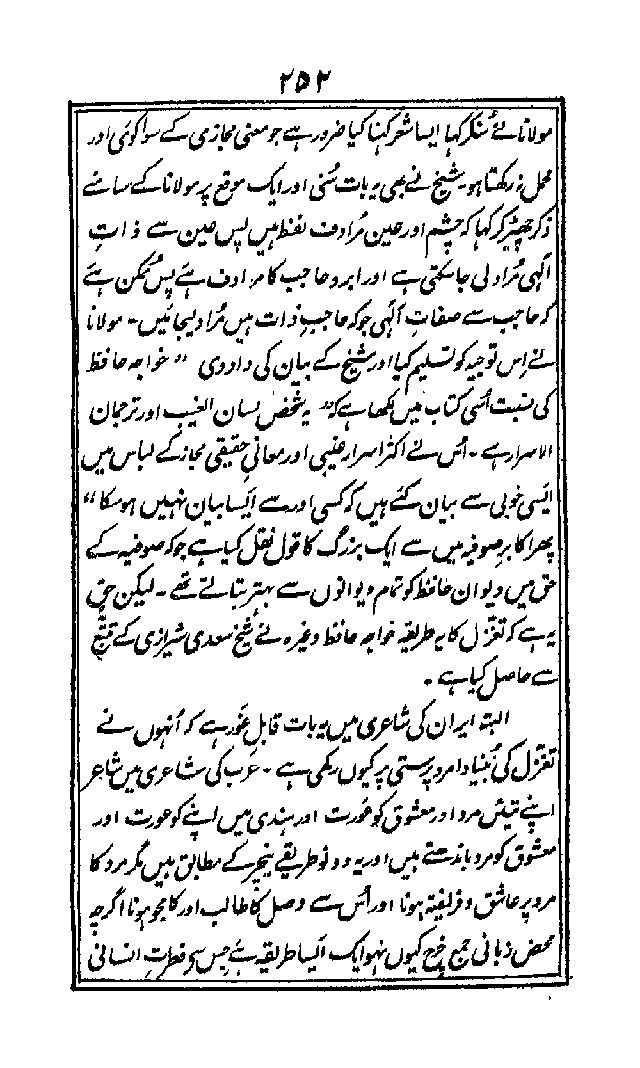 ۲۵۲
مولانا نے سُنکر کہا ایسا شعر کہنا کیا ضرور ہے جو معنی مجازی کے سوا کوئی اور
محل نہ رکھتا ہو۔ شیخ نے بھی یہ بات سُنی اور ایک موقع پر مولانا کے سامنے
ذکر چھیڑ کر کہا کہ چشم اور عین مُرادف لفظ ہیں پس عین سے ذاتِ
الٰہی مُراد لی جاسکتی ہے اور ابرو حاجب کا مرادف ہے پس مُمکن ہے
کہ حاجب سے صفاتِ الٰہی جو کہ حاجبِ ذات ہیں مُراد لیجائیں۔ مولانا
نے اِس توجیہ کو تسلیم کیا اور شیخ کے بیان کی داد دی " خواجہ حافظ
کی نسبت اُسی کتاب میں لکھا ہے کہ " یہ شخص لسان الغیب اور ترجمان
الاسرار ہے۔ اُس نے اکثر اسرارِ غیبی اور معانیِ حقیقی مجاز کے لباس میں
ایسی خوبی سے بیان کئے ہیں کہ کسی اور سے ایسا بیان نہیں ہوسکا "
پھر اکابرِ صوفیہ میں سے ایک بزرگ کا قول نقل کیا ہے جو کہ صوفیہ کے
حق میں دیوان حافظ کو تمام دیوانوں سے بہتر بتاتے تھے۔ لیکن حق
یہ ہے کہ تغزل کا یہ طریقہ خواجہ حافظ وغیرہ نے شیخ سعدی شیرازی کے تتبّع
سے حاصل کیا ہے۔
البتہ ایران کی شاعری میں یہ بات قابلِ غَور ہے کہ اُنہوں نے
تغزل کی بُنیاد امرد پرستی پر کیوں رکھی ہے۔ عرب کی شاعری میں شاعر
اپنے تیئں مرد اور معشوق کو عورت اور ہندی میں اپنے کو عورت اور
معشوق کو مرد باندھتے ہیں اور یہ دونو طریقے نیچر کے مطابق ہیں مگر مرد کا
مرد پر عاشق و فریفتہ ہونا اور اُس سے وصل کا طالب اور کامجو ہونا اگرچہ
محض زبانی جمع خرچ کیوں نہو ایک ایسا طریقہ ہے جس سے فطرت انسانی